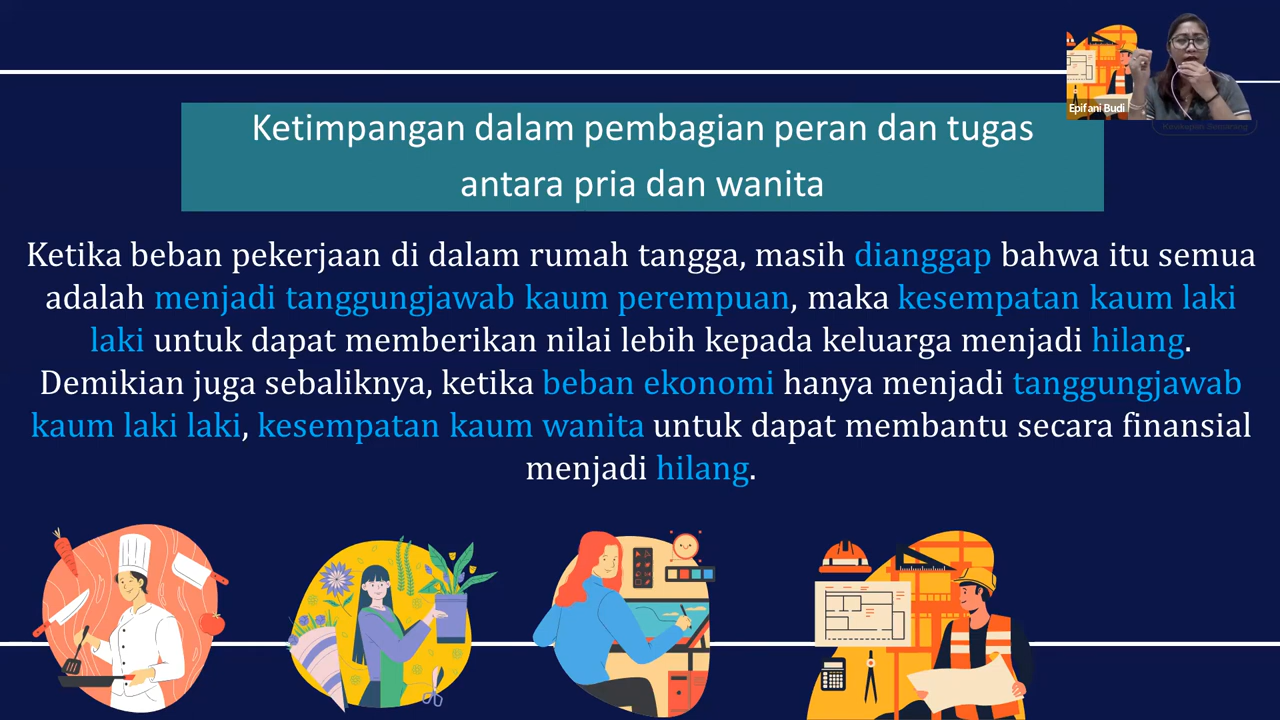 Epifani Budi
Ketimpangan dalam pembagian peran dan tugas
antara pria dan wanita
Ketika beban pekerjaan di dalam rumah tangga, masih dianggap bahwa itu semua
adalah menjadi tanggungjawab kaum perempuan, maka kesempatan kaum laki
laki untuk dapat memberikan nilai lebih kepada keluarga menjadi hilang.
Demikian juga sebaliknya, ketika beban ekonomi hanya menjadi tanggungjawab
kaum laki laki, kesempatan kaum wanita untuk dapat membantu secara finansial
menjadi hilang.